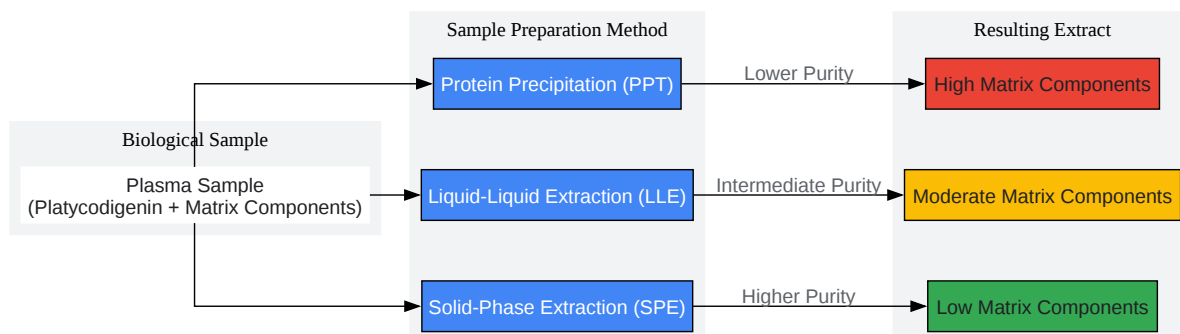 Sample Preparation Method
Resulting Extract
Protein Precipitation (PPT)
Lower Purity
High Matrix Components
Biological Sample
Plasma Sample
(Platycodigenin + Matrix Components)
Liquid-Liquid Extraction (LLE)
Intermediate Purity
Moderate Matrix Components
Solid-Phase Extraction (SPE)
Higher Purity
Low Matrix Components